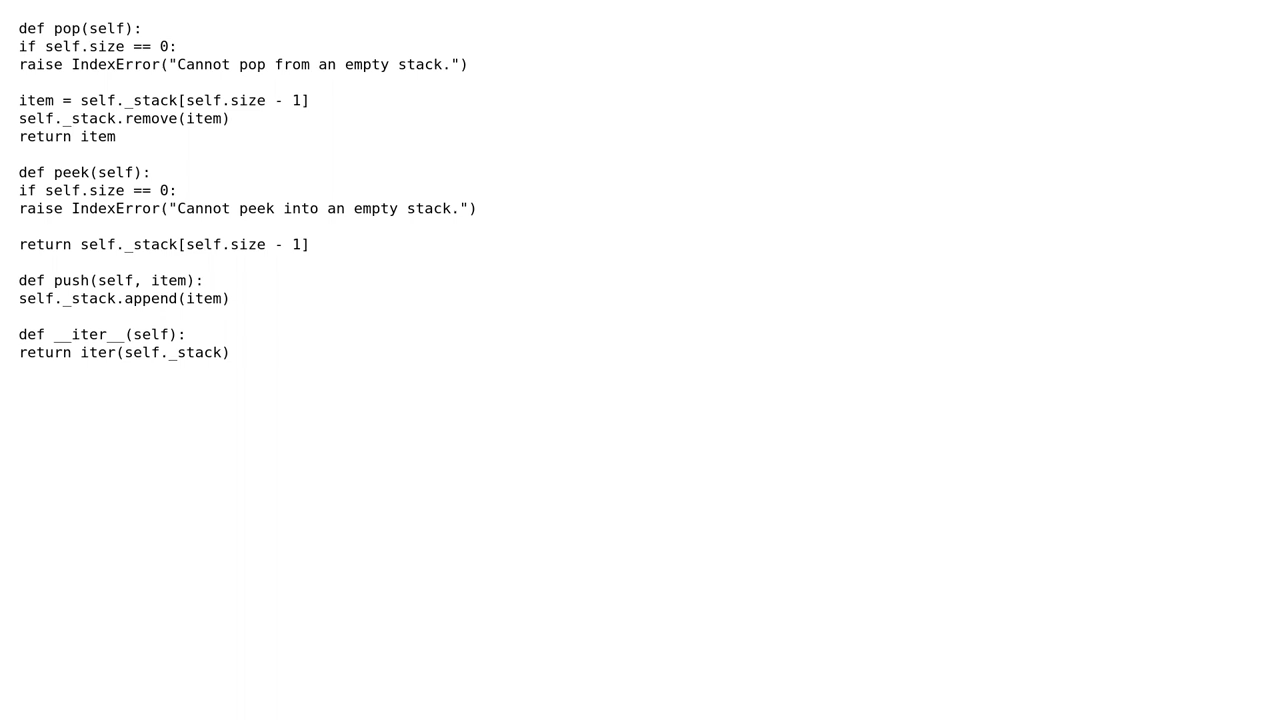 def pop(self):
if self.size == 0:
raise IndexError("Cannot pop from an empty stack.")

item = self._stack[self.size - 1]
self._stack.remove(item)
return item

def peek(self):
if self.size == 0:
raise IndexError("Cannot peek into an empty stack.")

return self._stack[self.size - 1]

def push(self, item):
self._stack.append(item)

def __iter__(self):
return iter(self._stack)